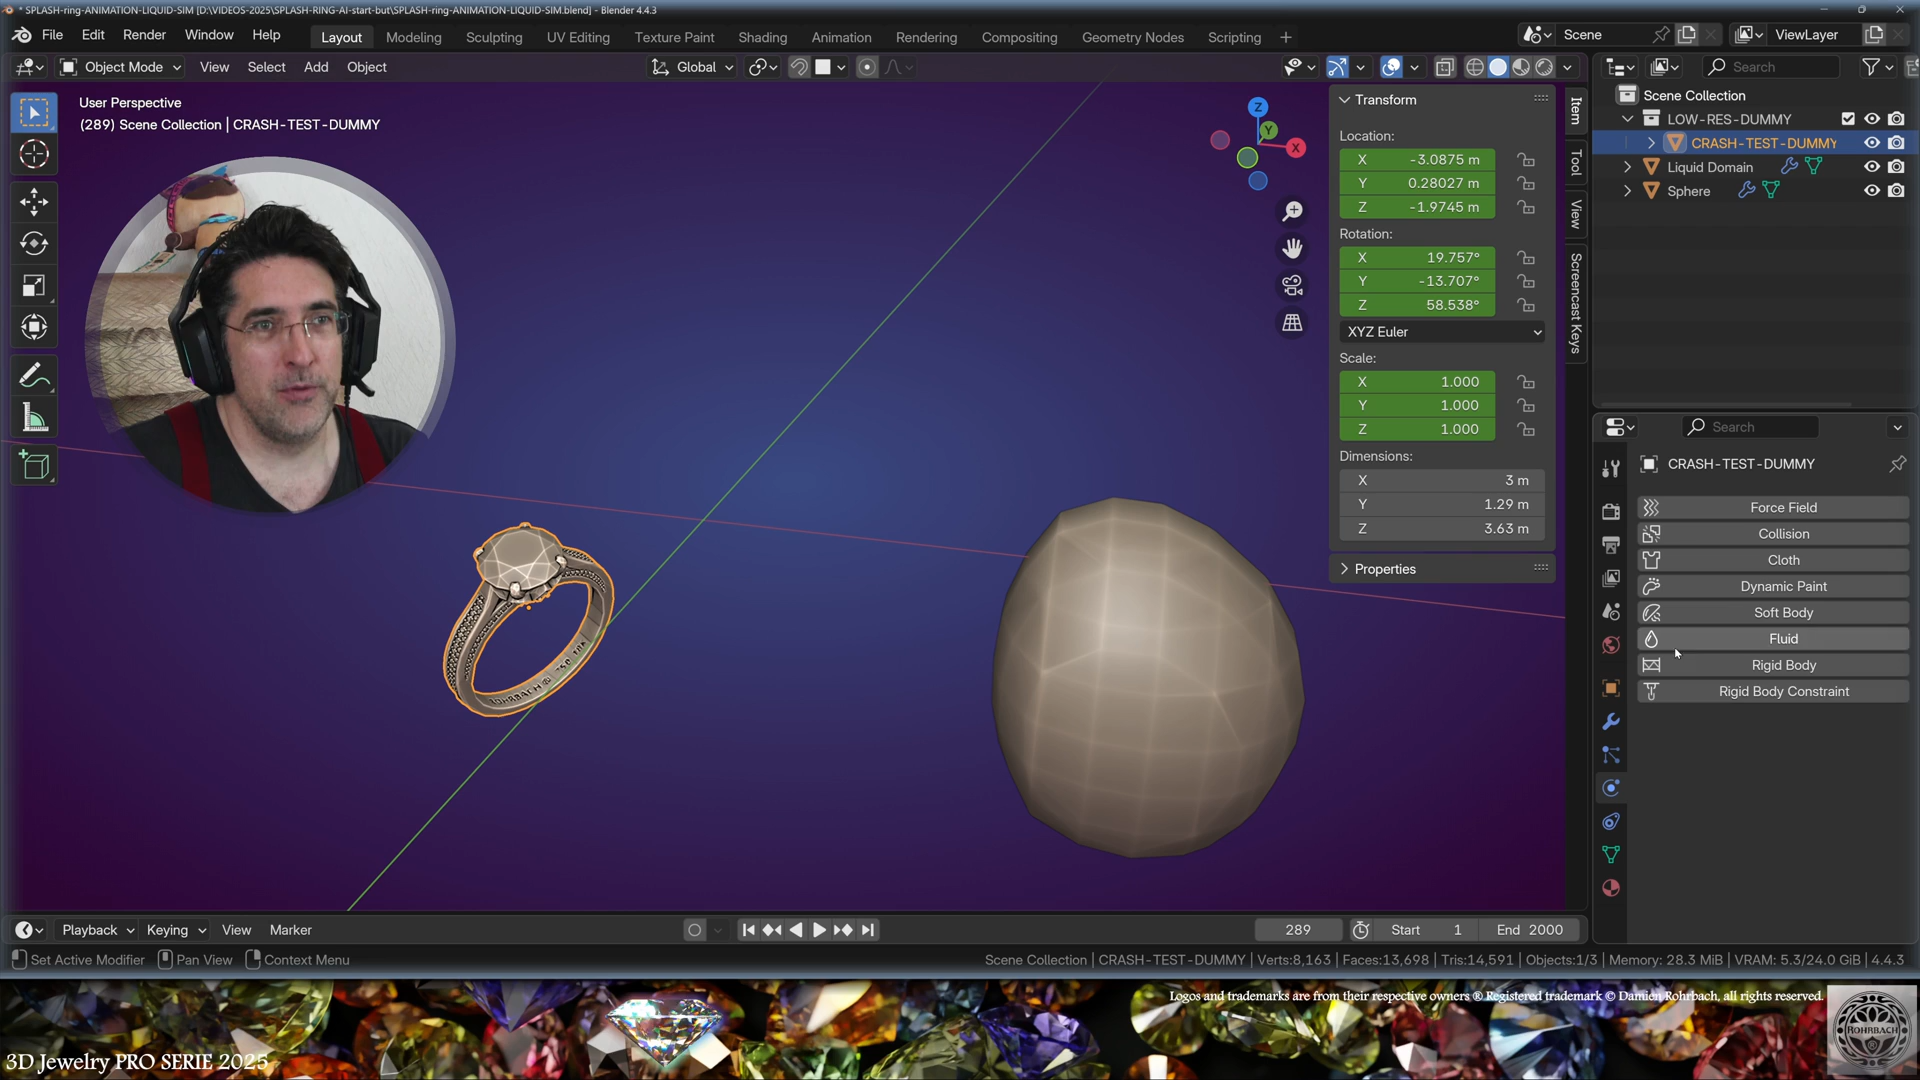 * SPLASH-ring-ANIMATION-LIQUID-SIM [D:\VIDEOS-2025\SPLASH-RING-AI-start-but\SPLASH-ring-ANIMATION-LIQUID-SIM.blend] - Blender 4.4.3
File Edit Render Window Help Layout Modeling Sculpting UV Editing Texture Paint Shading Animation Rendering Compositing Geometry Nodes Scripting + Scene ViewLayer
Object Mode View Select Add Object Global Search
User Perspective
(289) Scene Collection | CRASH-TEST-DUMMY
Z
Y
X
Transform
Location:
X -3.0875 m
Y 0.28027 m
Z -1.9745 m
Rotation:
X 19.757°
Y -13.707°
Z 58.538°
XYZ Euler
Scale:
X 1.000
Y 1.000
Z 1.000
Dimensions:
X 3 m
Y 1.29 m
Z 3.63 m
Properties
Item
Tool
View
Screencast Keys
Scene Collection
LOW-RES-DUMMY
CRASH-TEST-DUMMY
Liquid Domain
Sphere
Search
CRASH-TEST-DUMMY
Force Field
Collision
Cloth
Dynamic Paint
Soft Body
Fluid
Rigid Body
Rigid Body Constraint
ROHRBACH
Playback Keying View Marker 289 Start 1 End 2000
Set Active Modifier Pan View Context Menu Scene Collection | CRASH-TEST-DUMMY | Verts:8,163 | Faces:13,698 | Tris:14,591 | Objects:1/3 | Memory: 28.3 MiB | VRAM: 5.3/24.0 GiB | 4.4.3
Logos and trademarks are from their respective owners ® Registered trademark © Damien Rohrbach, all rights reserved.
ROHRBACH
3D Jewelry PRO SERIE 2025